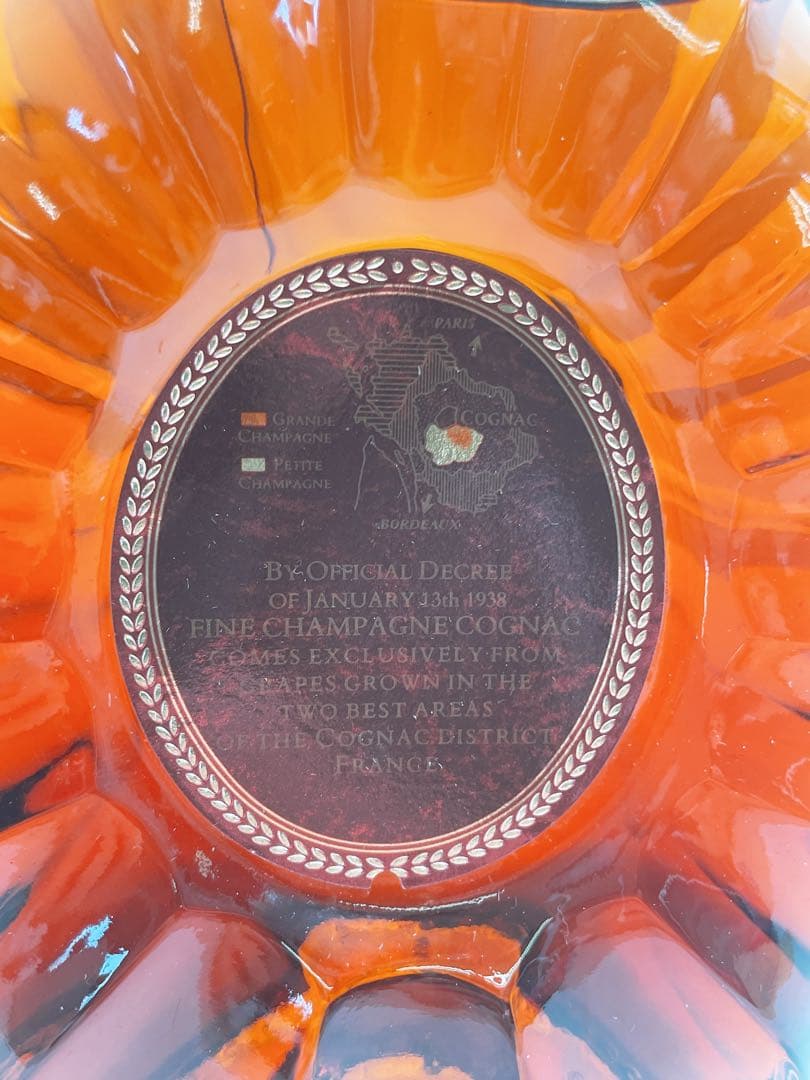 PARIS
COGNAC
GRANDE
CHAMPAGNE
PETITE
CHAMPAGNE
BORDEAUX
BY OFFICIAL DECREE
OF JANUARY 13th 1938
FINE CHAMPAGNE COGNAC
COMES EXCLUSIVELY FROM
GRAPES GROWN IN THE
TWO BEST AREAS
OF THE COGNAC DISTRICT
FRANCE